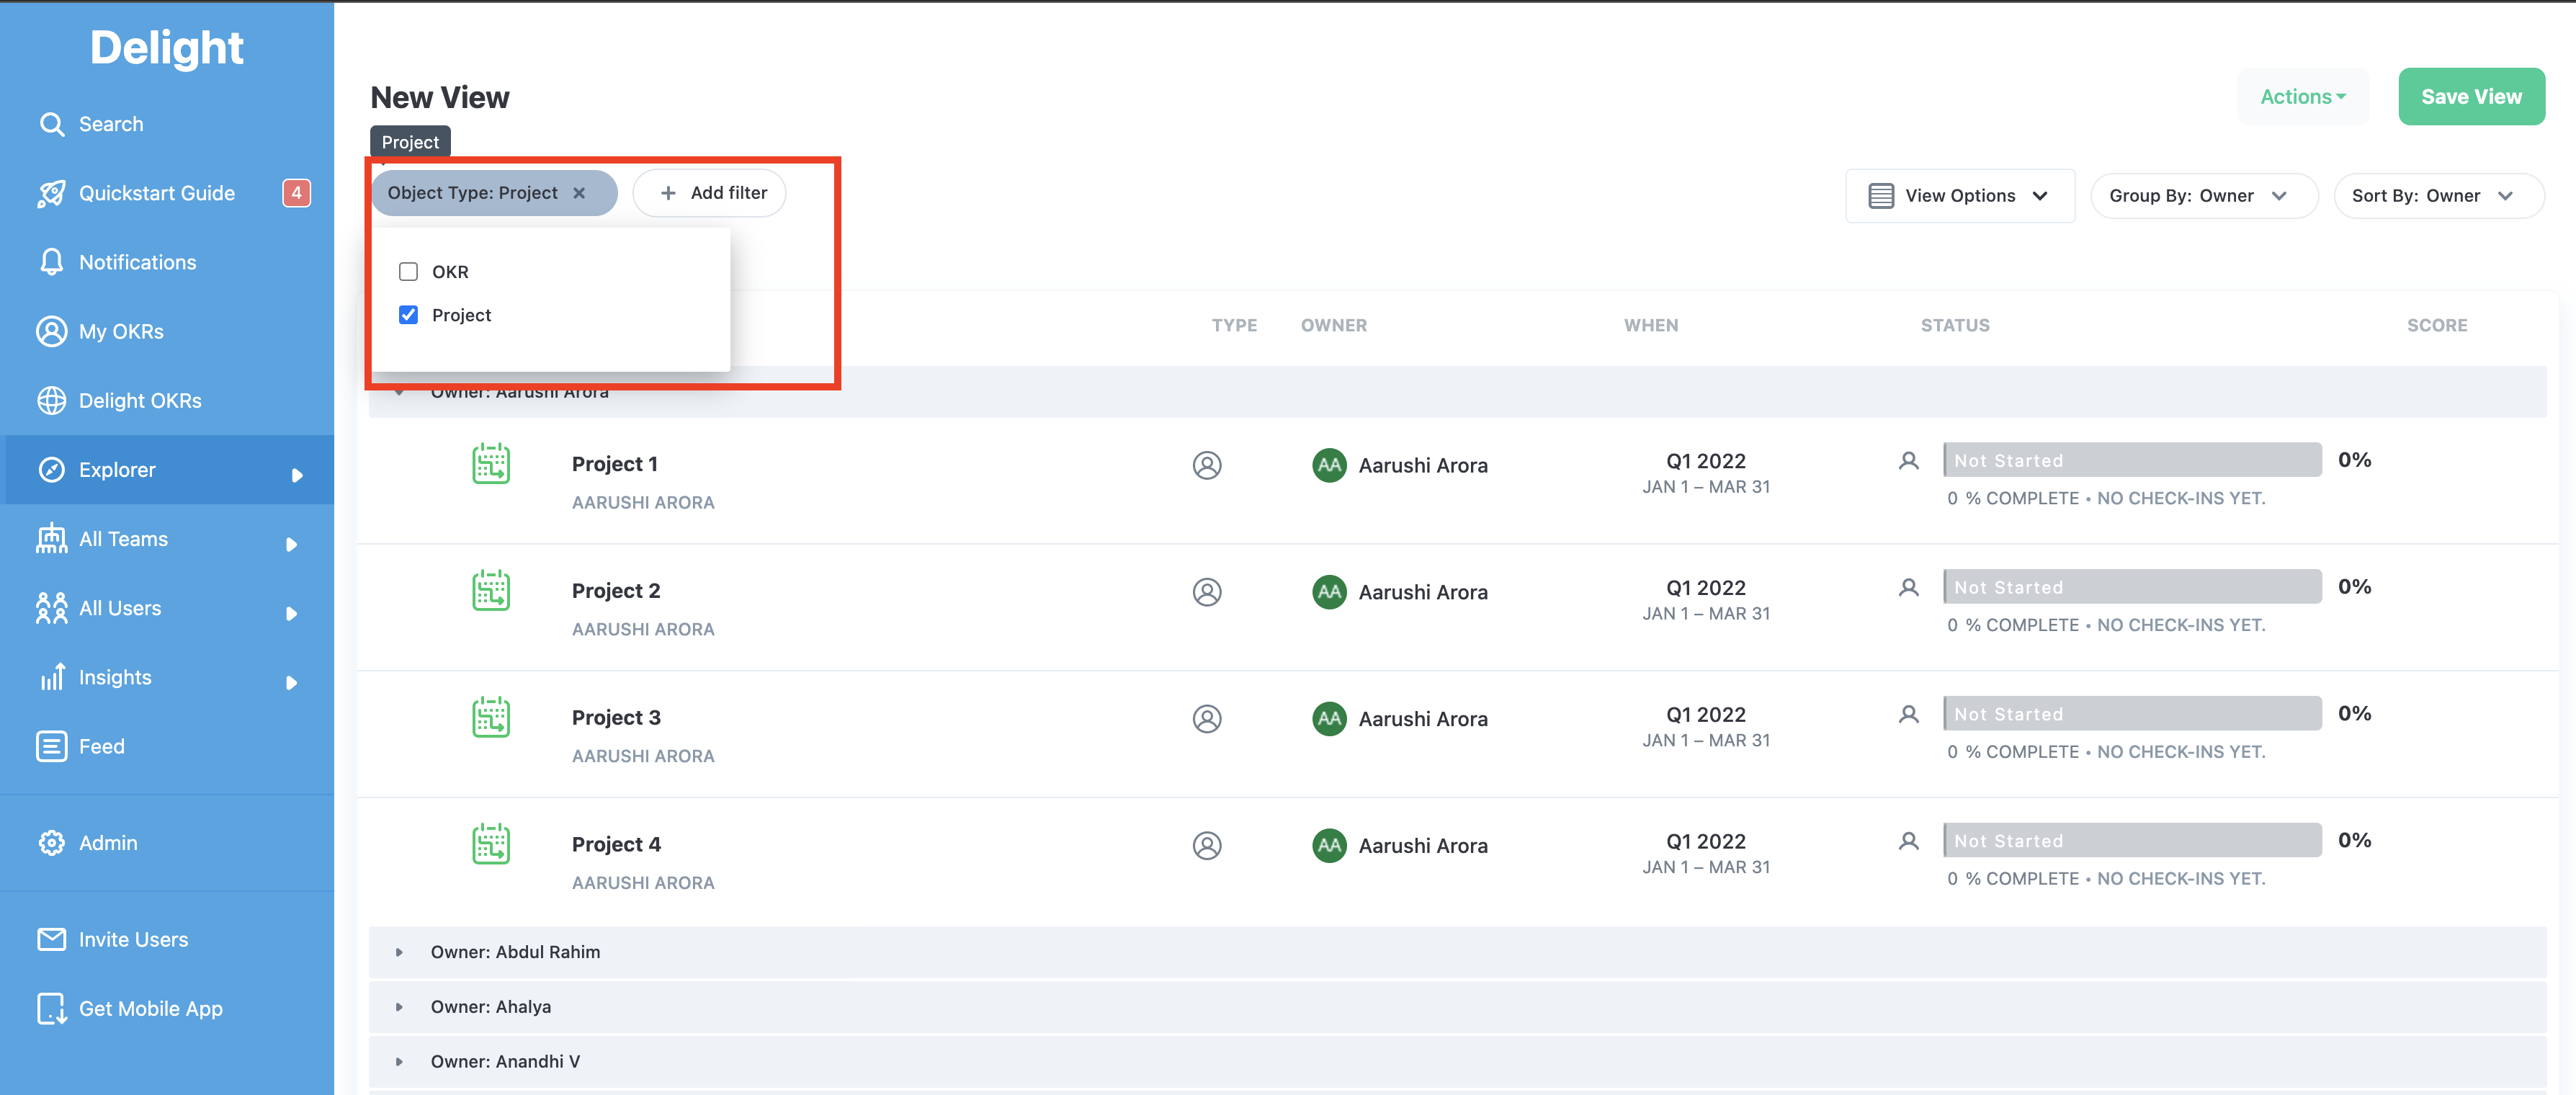 Delight
Search
Quickstart Guide 4
Notifications
My OKRs
Delight OKRs
Explorer
All Teams
All Users
Insights
Feed
Admin
Invite Users
Get Mobile App
New View
Actions
Save View
Project
Object Type: Project
Add filter
View Options
Group By: Owner
Sort By: Owner
OKR
Project
TYPE OWNER WHEN STATUS SCORE
Owner: Aarushi Arora
Project 1
AARUSHI ARORA
AA Aarushi Arora
Q1 2022
JAN 1 – MAR 31
Not Started 0%
0 % COMPLETE • NO CHECK-INS YET.
Project 2
AARUSHI ARORA
AA Aarushi Arora
Q1 2022
JAN 1 – MAR 31
Not Started 0%
0 % COMPLETE • NO CHECK-INS YET.
Project 3
AARUSHI ARORA
AA Aarushi Arora
Q1 2022
JAN 1 – MAR 31
Not Started 0%
0 % COMPLETE • NO CHECK-INS YET.
Project 4
AARUSHI ARORA
AA Aarushi Arora
Q1 2022
JAN 1 – MAR 31
Not Started 0%
0 % COMPLETE • NO CHECK-INS YET.
Owner: Abdul Rahim
Owner: Ahalya
Owner: Anandhi V